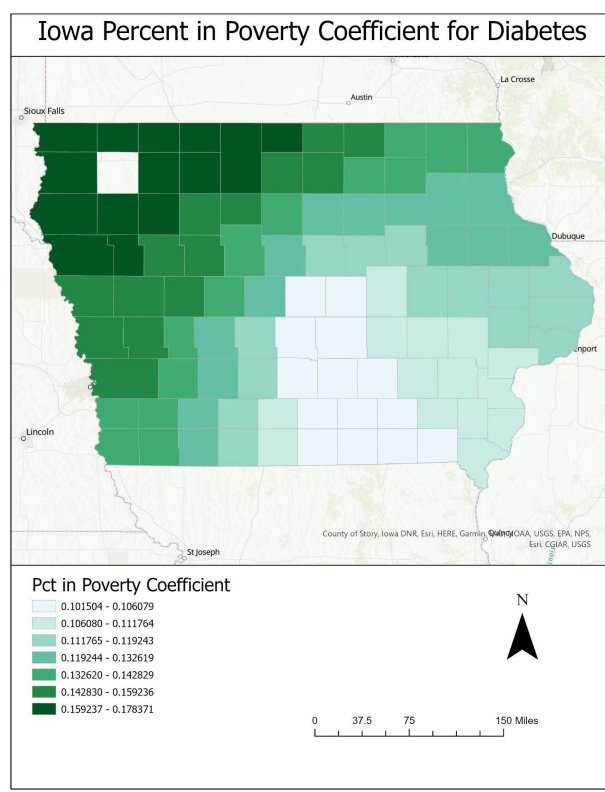 Iowa Percent in Poverty Coefficient for Diabetes
La Crosse
Austin
Sioux Falls
Dubuque
enport
Lincoln
St Joseph
County of Story, Iowa DNR, Esri, HERE, Garmin, NOAA, USGS, EPA, NPS,
Quincy
Esri, CGIAR, USGS
Pct in Poverty Coefficient
0.101504 - 0.106079
0.106080 - 0.111764
0.111765 - 0.119243
0.119244 - 0.132619
0.132620 - 0.142829
0.142830 - 0.159236
0.159237 - 0.178371
N
0 37.5 75 150 Miles